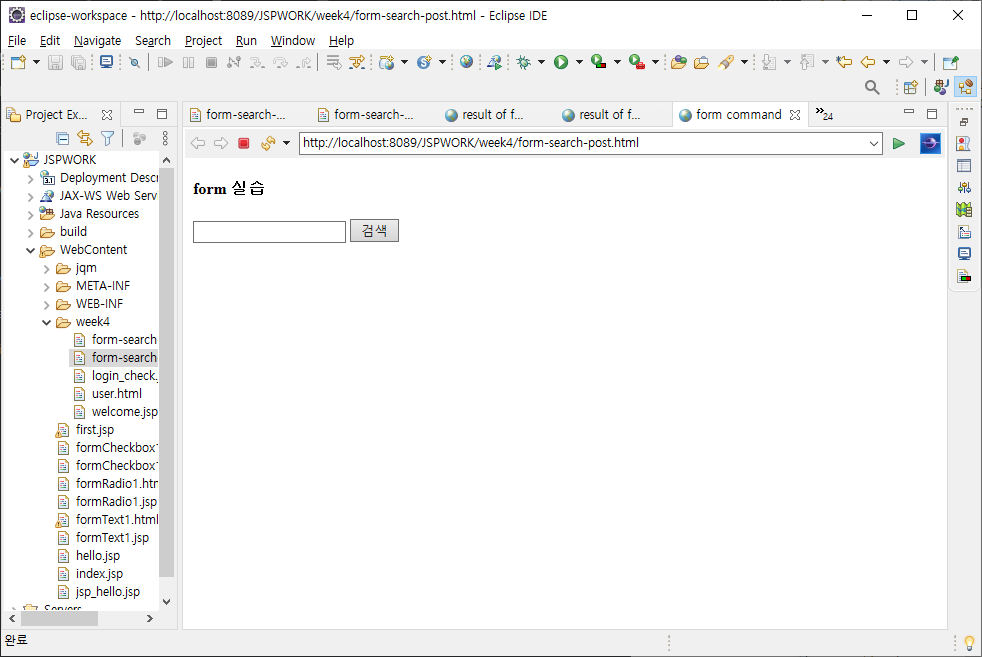 eclipse-workspace - http://localhost:8089/JSPWORK/week4/form-search-post.html - Eclipse IDE
File Edit Navigate Search Project Run Window Help
Project Ex...
form-search-...
form-search-...
result of f...
result of f...
form command
24
http://localhost:8089/JSPWORK/week4/form-search-post.html
JSPWORK
Deployment Descr
JAX-WS Web Serv
Java Resources
build
WebContent
jqm
META-INF
WEB-INF
week4
form-search
form-search
login_check.
user.html
welcome.jsp
first.jsp
formCheckbox1
formCheckbox1
formRadio1.htm
formRadio1.jsp
formText1.html
formText1.jsp
hello.jsp
index.jsp
jsp_hello.jsp
Servers
form 실습
검색
완료